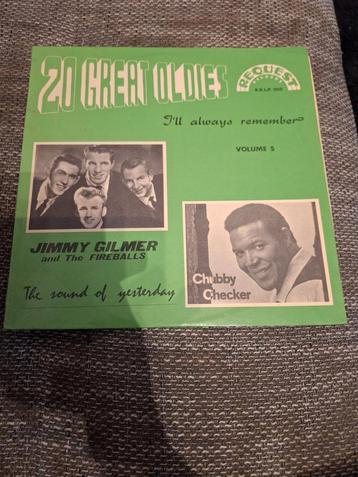 20 GREAT OLDIES
REQUEST
I'll always remember
VOLUME 5
JIMMY GILMER
and The FIREBALLS
Chubby
Checker
The sound of yesterday